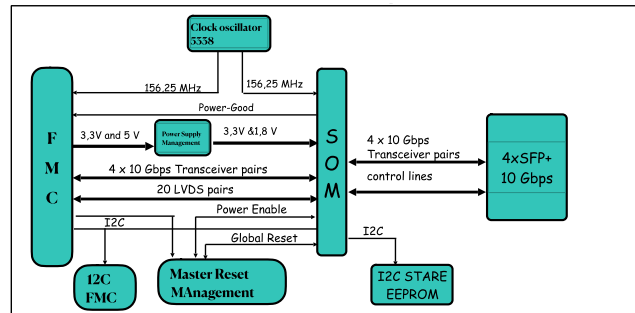 Clock oscillator
5338
156.25 MHz
156,25 MHz
Power-Good
F
M
C
S
O
M
3,3V and 5 V
Power Supply
Management
3,3V &1,8 V
4 x 10 Gbps
Transceiver pairs
control lines
4xSFP+
10 Gbps
4 x 10 Gbps Transceiver pairs
20 LVDS pairs
Power Enable
I2C
Global Reset
I2C
12C
FMC
Master Reset
MAnagement
I2C STARE
EEPROM